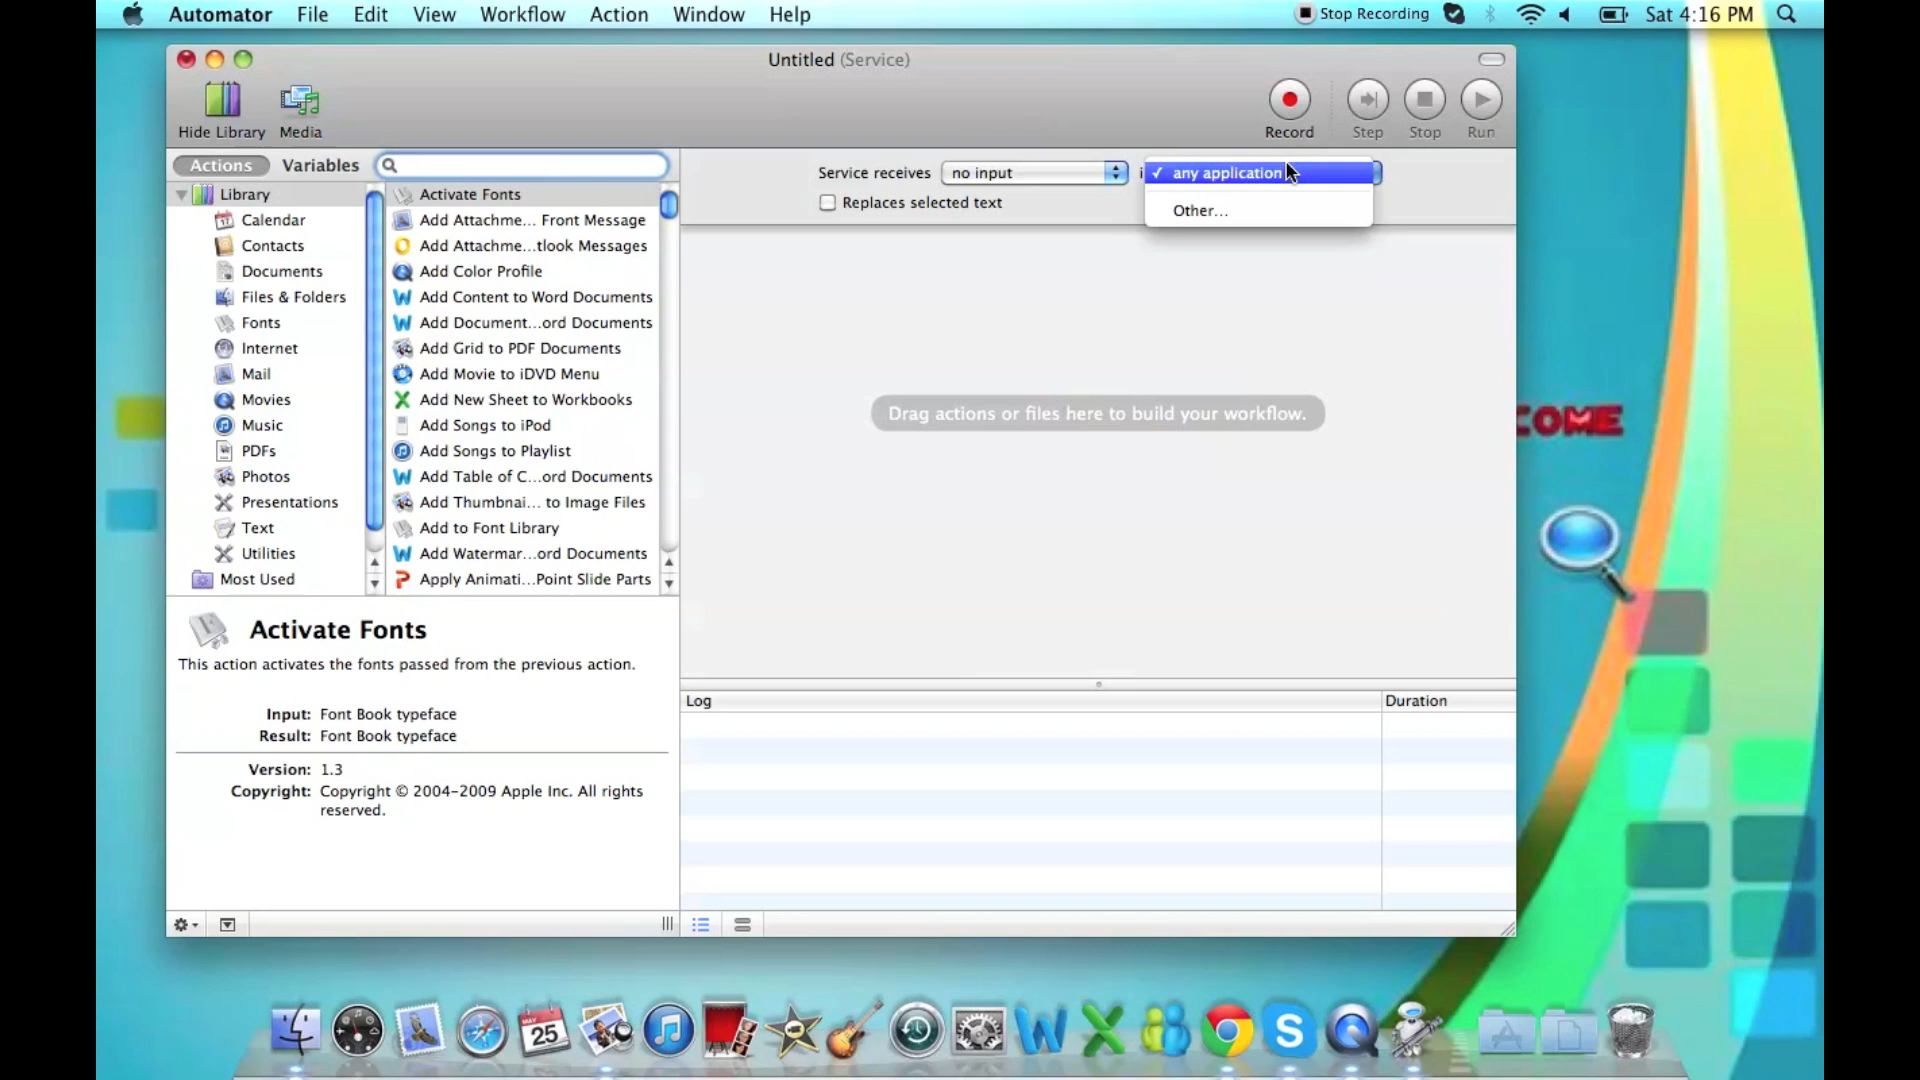 Automator File Edit View Workflow Action Window Help
Stop Recording Sat 4:16 PM
Untitled (Service)
Hide Library Media
Record Step Stop Run
Actions Variables
Service receives no input i ✓ any application
Replaces selected text
Other...
Library
Calendar
Contacts
Documents
Files & Folders
Fonts
Internet
Mail
Movies
Music
PDFs
Photos
Presentations
Text
Utilities
Most Used
Activate Fonts
Add Attachme... Front Message
Add Attachme...tlook Messages
Add Color Profile
Add Content to Word Documents
Add Document...ord Documents
Add Grid to PDF Documents
Add Movie to iDVD Menu
Add New Sheet to Workbooks
Add Songs to iPod
Add Songs to Playlist
Add Table of C...ord Documents
Add Thumbnai... to Image Files
Add to Font Library
Add Watermar...ord Documents
Apply Animati...Point Slide Parts
Drag actions or files here to build your workflow.
COME
Activate Fonts
This action activates the fonts passed from the previous action.
Input: Font Book typeface
Result: Font Book typeface
Version: 1.3
Copyright: Copyright © 2004-2009 Apple Inc. All rights
reserved.
Log Duration
MAY
25